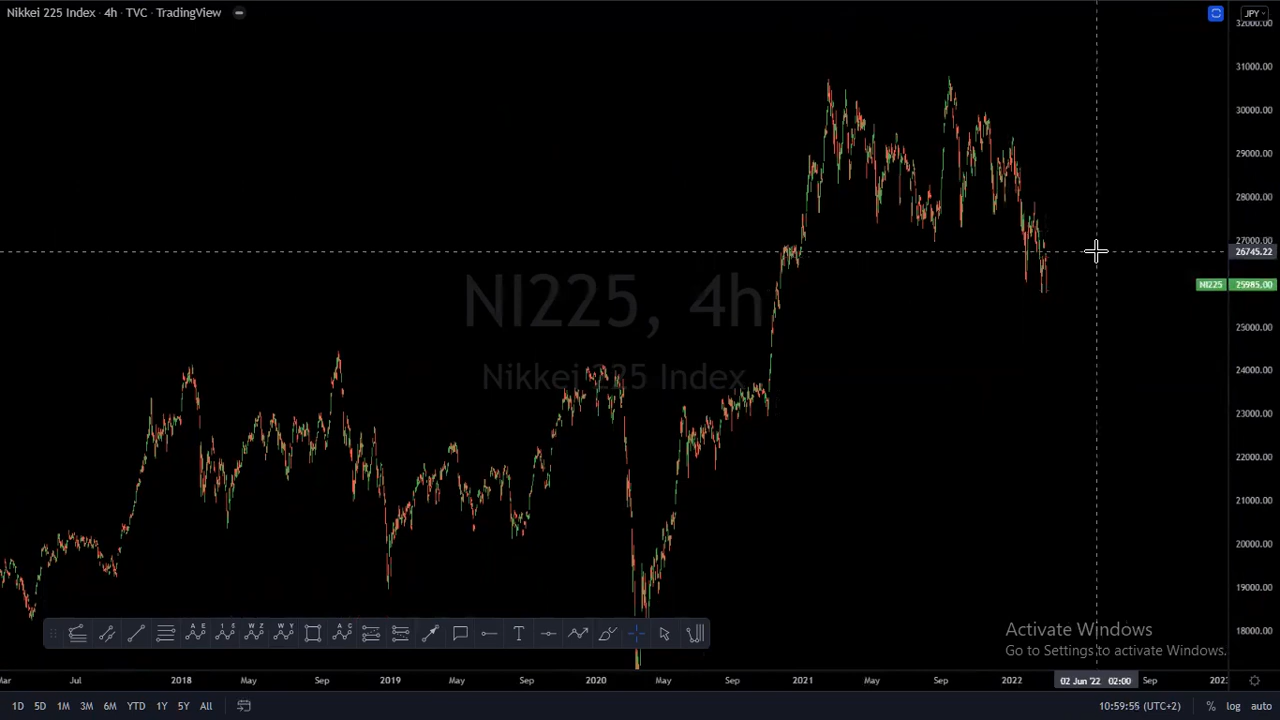 Nikkei 225 Index · 4h · TVC · TradingView
JPY
32000.00
31000.00
30000.00
29000.00
28000.00
27000.00
26745.22
NI225 25985.00
25000.00
24000.00
23000.00
22000.00
21000.00
20000.00
19000.00
18000.00
NI225, 4h
Nikkei 225 Index
A E
1 5
W Z
W Y
A C
T
Activate Windows
Go to Settings to activate Windows.
Mar Jul 2018 May Sep 2019 May Sep 2020 May Sep 2021 May Sep 2022 02 Jun '22 02:00 Sep 2023
1D 5D 1M 3M 6M YTD 1Y 5Y All 10:59:55 (UTC+2) % log auto